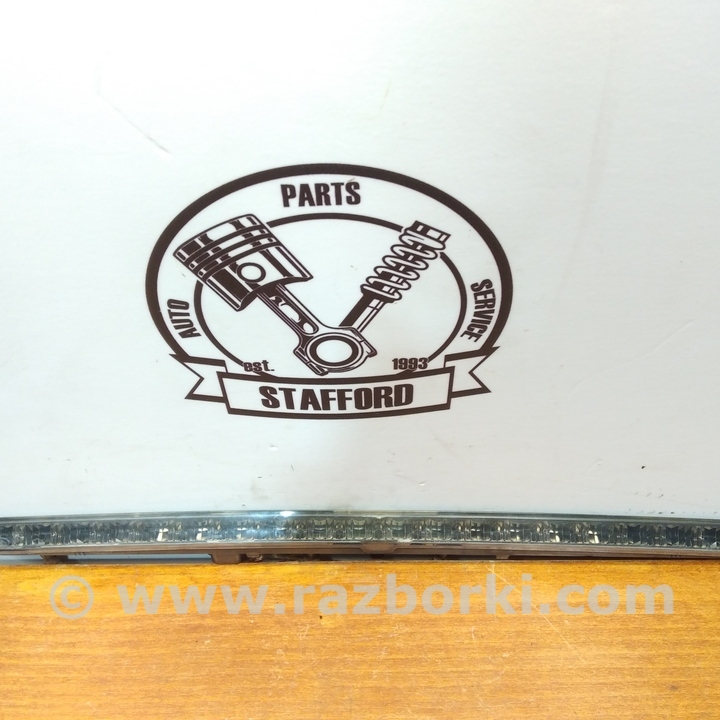 PARTS
AUTO
SERVICE
est. 1993
STAFFORD
© www.razborki.com